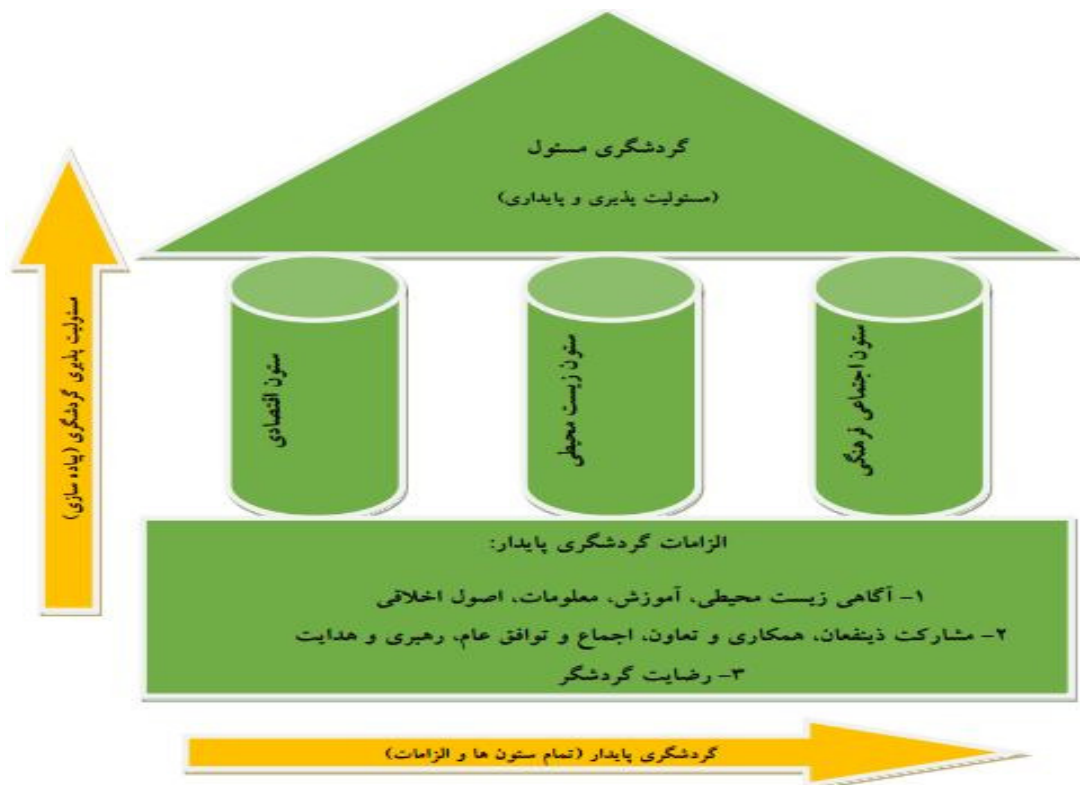 گردشگری مسئول
(مسئولیت پذیری و پایداری)
مسئولیت پذیری گردشگری (پیاده سازی)
ستون اقتصادی
ستون زیست محیطی
ستون اجتماعی فرهنگی
الزامات گردشگری پایدار:
۱- آگاهی زیست محیطی، آموزش، معلومات، اصول اخلاقی
۲- مشارکت ذینفعان، همکاری و تعاون، اجماع و توافق عام، رهبری و هدایت
۳- رضایت گردشگر
گردشگری پایدار (تمام ستون ها و الزامات)